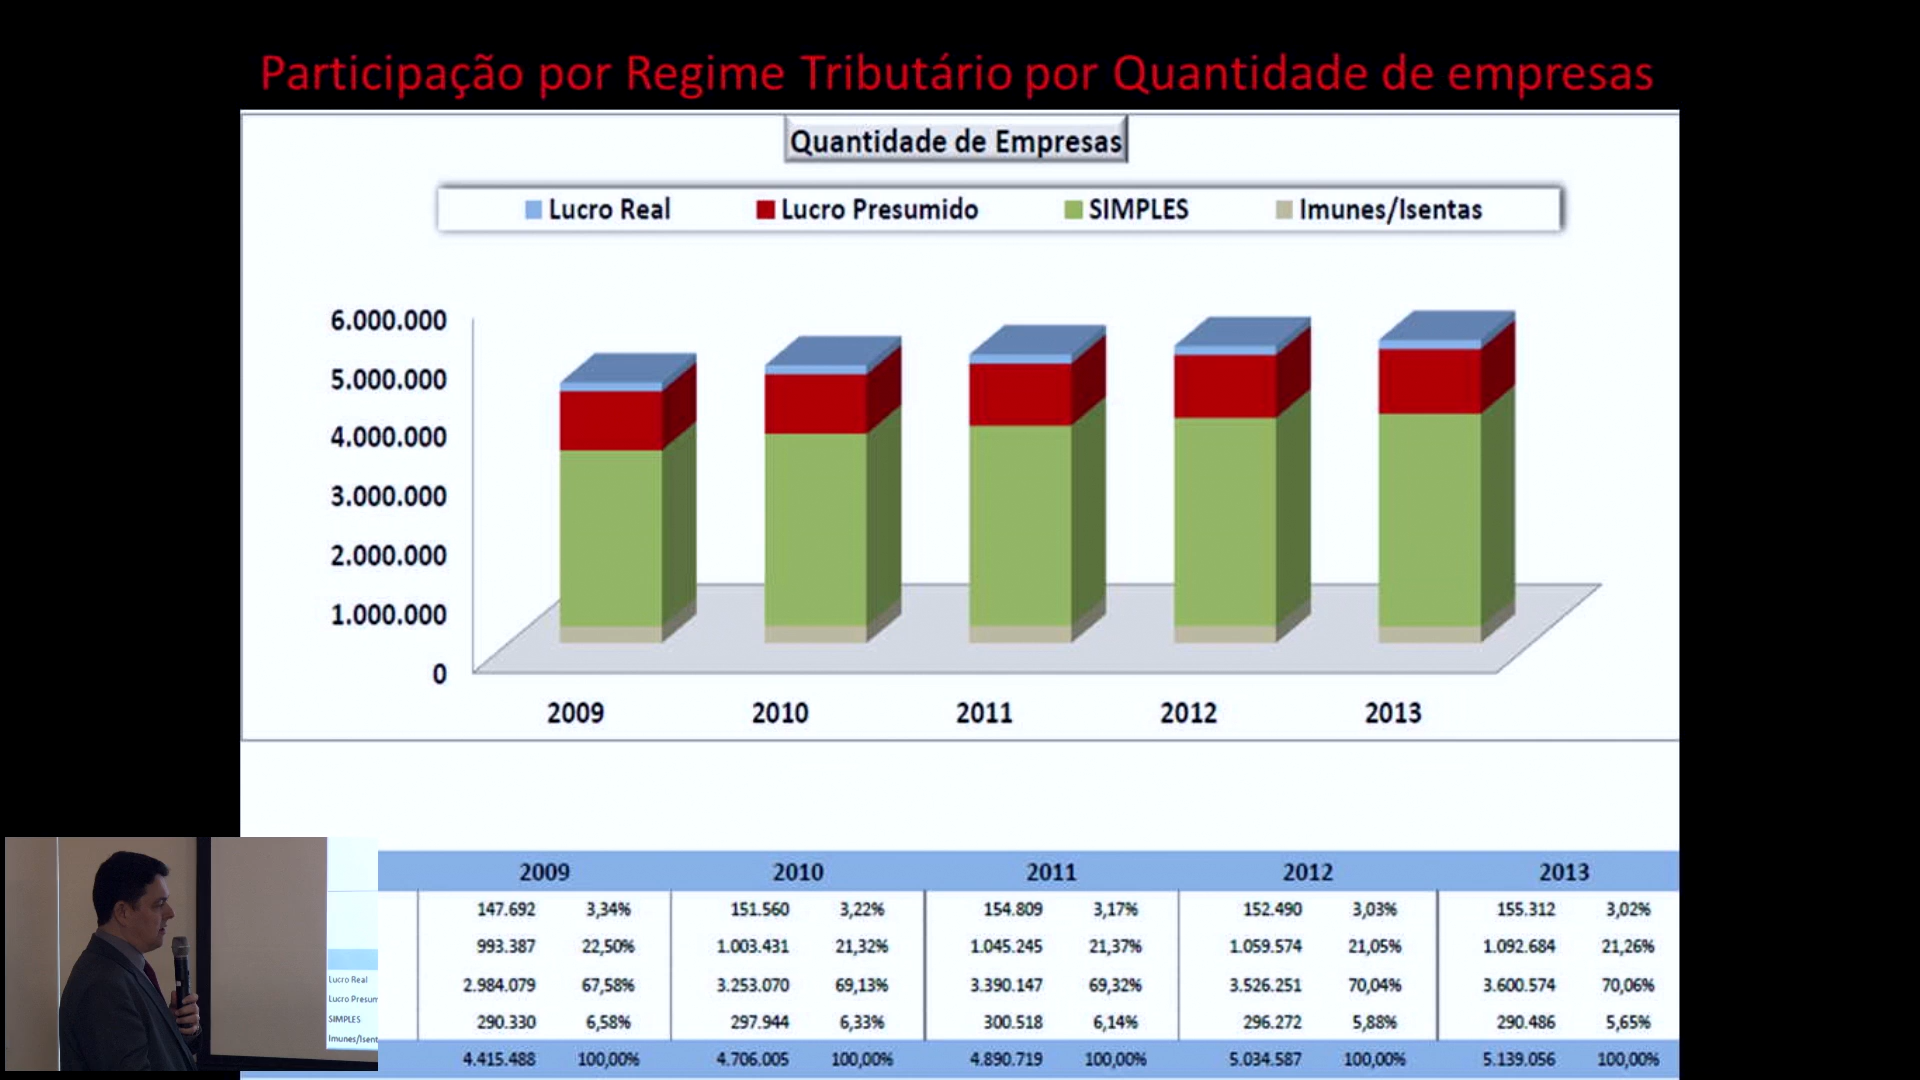 Participação por Regime Tributário por Quantidade de empresas
Quantidade de Empresas
Lucro Real Lucro Presumido SIMPLES Imunes/Isentas
6.000.000
5.000.000
4.000.000
3.000.000
2.000.000
1.000.000
0
2009 2010 2011 2012 2013
2009 2010 2011 2012 2013
147.692 3,34% 151.560 3,22% 154.809 3,17% 152.490 3,03% 155.312 3,02%
993.387 22,50% 1.003.431 21,32% 1.045.245 21,37% 1.059.574 21,05% 1.092.684 21,26%
2.984.079 67,58% 3.253.070 69,13% 3.390.147 69,32% 3.526.251 70,04% 3.600.574 70,06%
290.330 6,58% 297.944 6,33% 300.518 6,14% 296.272 5,88% 290.486 5,65%
4.415.488 100,00% 4.706.005 100,00% 4.890.719 100,00% 5.034.587 100,00% 5.139.056 100,00%
Lucro Real
Lucro Presum
SIMPLES
Imunes/Isent